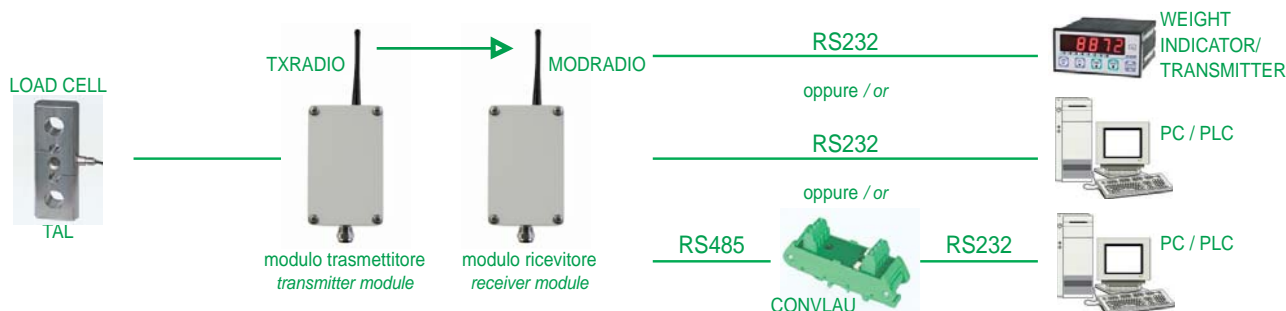 LOAD CELL
TAL
TXRADIO
modulo trasmettitore
transmitter module
MODRADIO
modulo ricevitore
receiver module
RS232
oppure / or
RS232
oppure / or
RS485
CONVLAU
RS232
8872
WEIGHT
INDICATOR/
TRANSMITTER
PC / PLC
PC / PLC